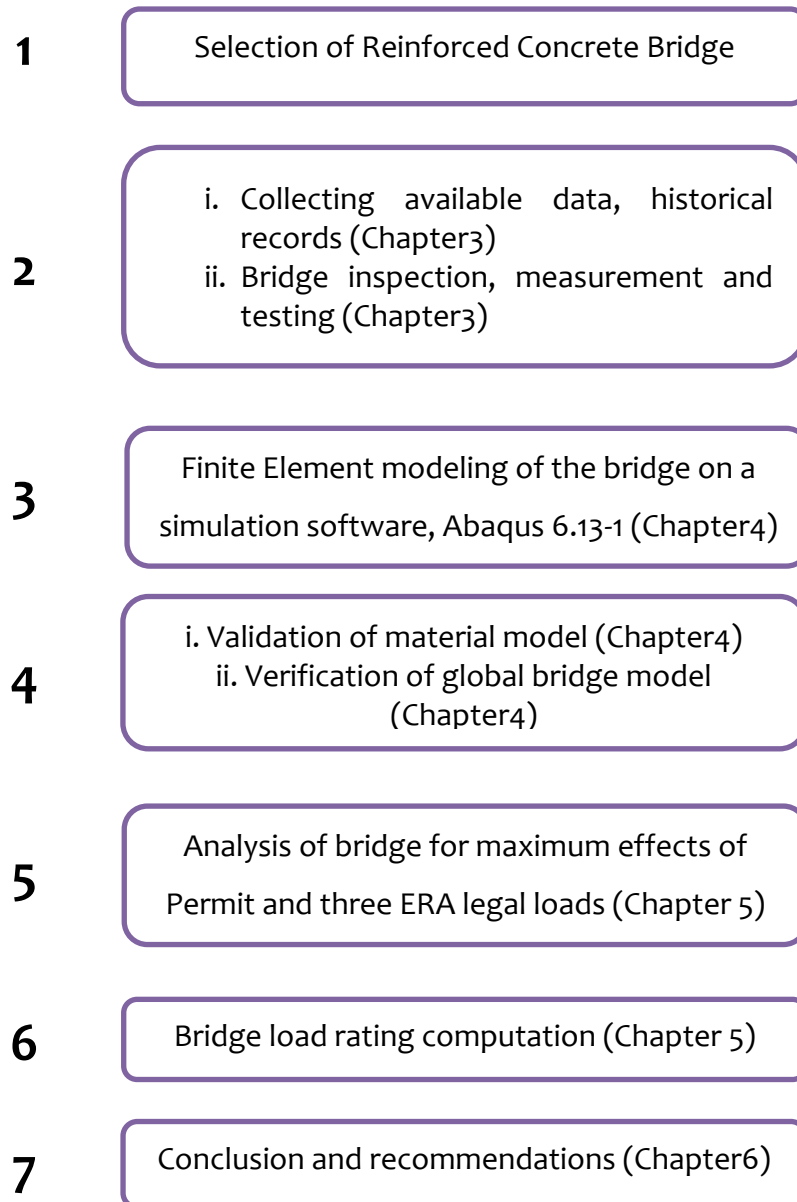 1
Selection of Reinforced Concrete Bridge
2
i. Collecting available data, historical
records (Chapter3)
ii. Bridge inspection, measurement and
testing (Chapter3)
3
Finite Element modeling of the bridge on a
simulation software, Abaqus 6.13-1 (Chapter4)
4
i. Validation of material model (Chapter4)
ii. Verification of global bridge model
(Chapter4)
5
Analysis of bridge for maximum effects of
Permit and three ERA legal loads (Chapter 5)
6
Bridge load rating computation (Chapter 5)
7
Conclusion and recommendations (Chapter6)